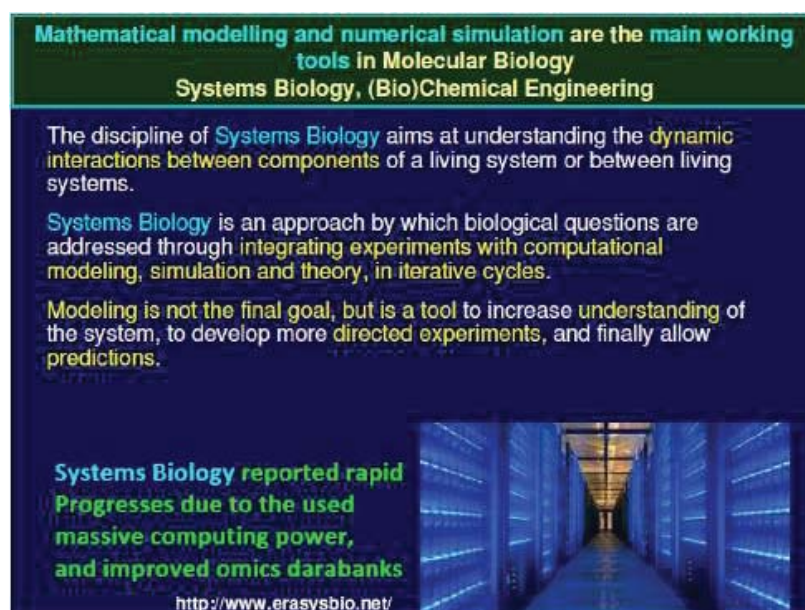 Mathematical modelling and numerical simulation are the main working
tools in Molecular Biology
Systems Biology, (Bio)Chemical Engineering
The discipline of Systems Biology aims at understanding the dynamic
interactions between components of a living system or between living
systems.
Systems Biology is an approach by which biological questions are
addressed through integrating experiments with computational
modeling, simulation and theory, in iterative cycles.
Modeling is not the final goal, but is a tool to increase understanding of
the system, to develop more directed experiments, and finally allow
predictions.
Systems Biology reported rapid
Progresses due to the used
massive computing power,
and improved omics darabanks
http://www.erasysbio.net/